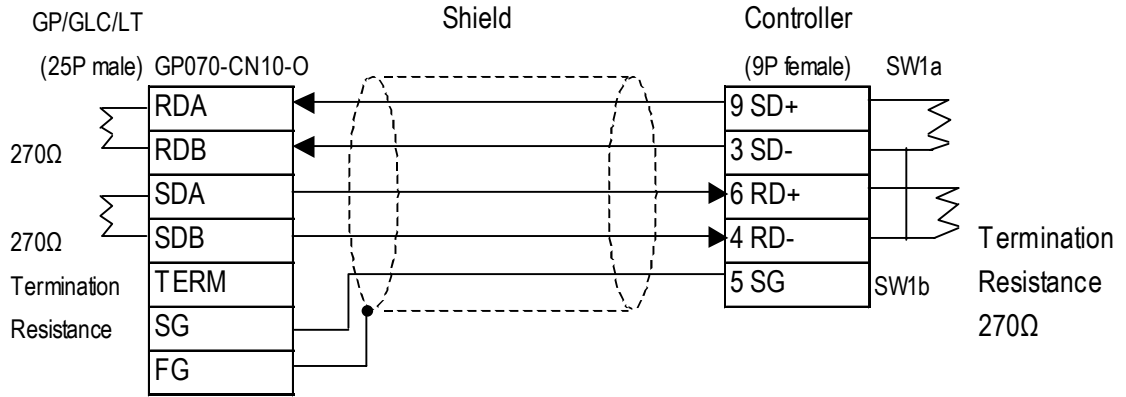 GP/GLC/LT Shield Controller
(25P male) GP070-CN10-O (9P female) SW1a
RDA 9 SD+
270Ω RDB 3 SD-
SDA 6 RD+
270Ω SDB 4 RD- Termination
Termination TERM 5 SG SW1b Resistance
Resistance SG 270Ω
FG